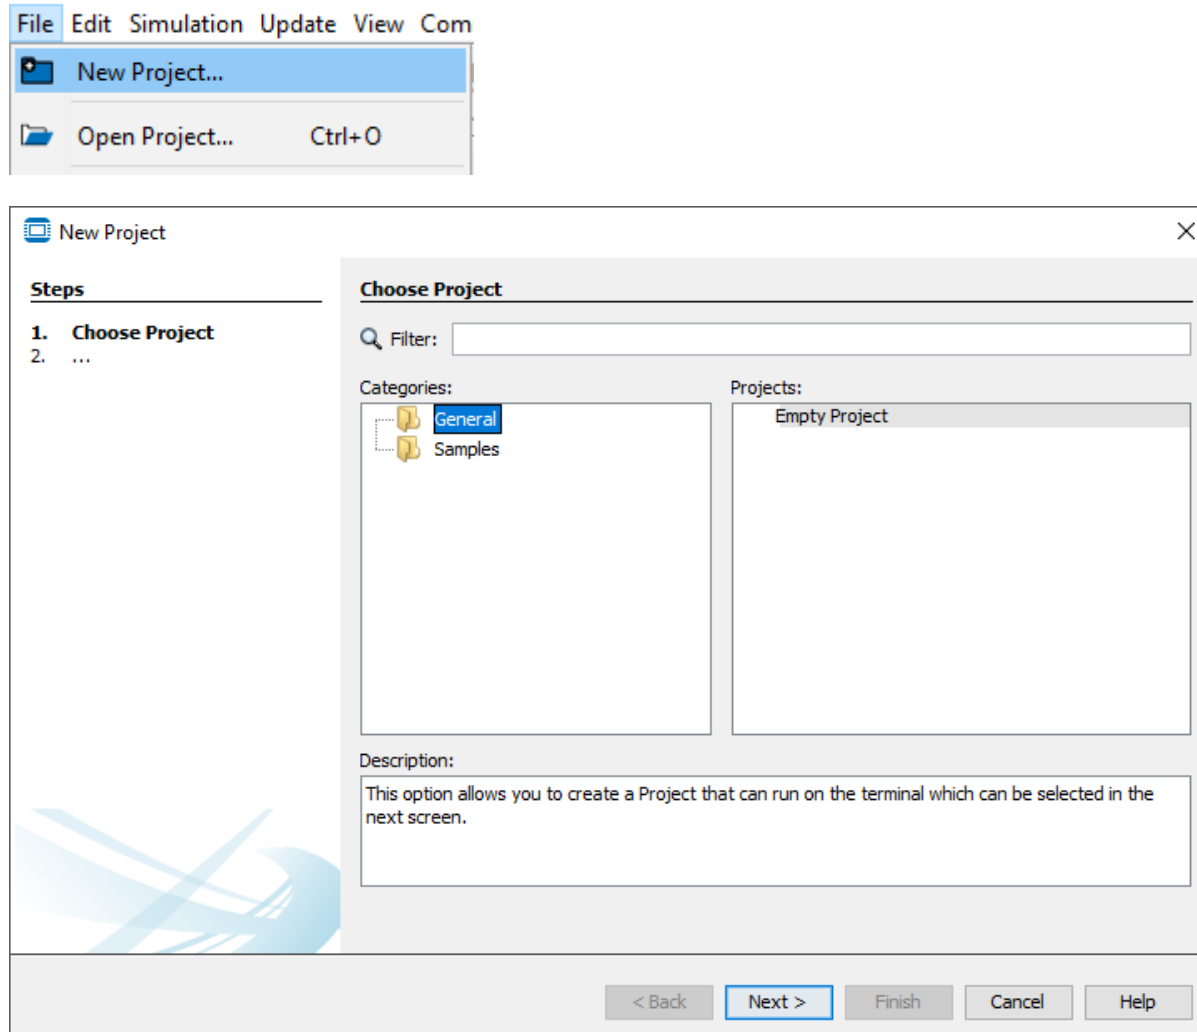 File Edit Simulation Update View Com
New Project...
Open Project... Ctrl+O
New Project
Steps
1. Choose Project
2. ...
Choose Project
Filter:
Categories:
General
Samples
Projects:
Empty Project
Description:
This option allows you to create a Project that can run on the terminal which can be selected in the
next screen.
< Back Next > Finish Cancel Help